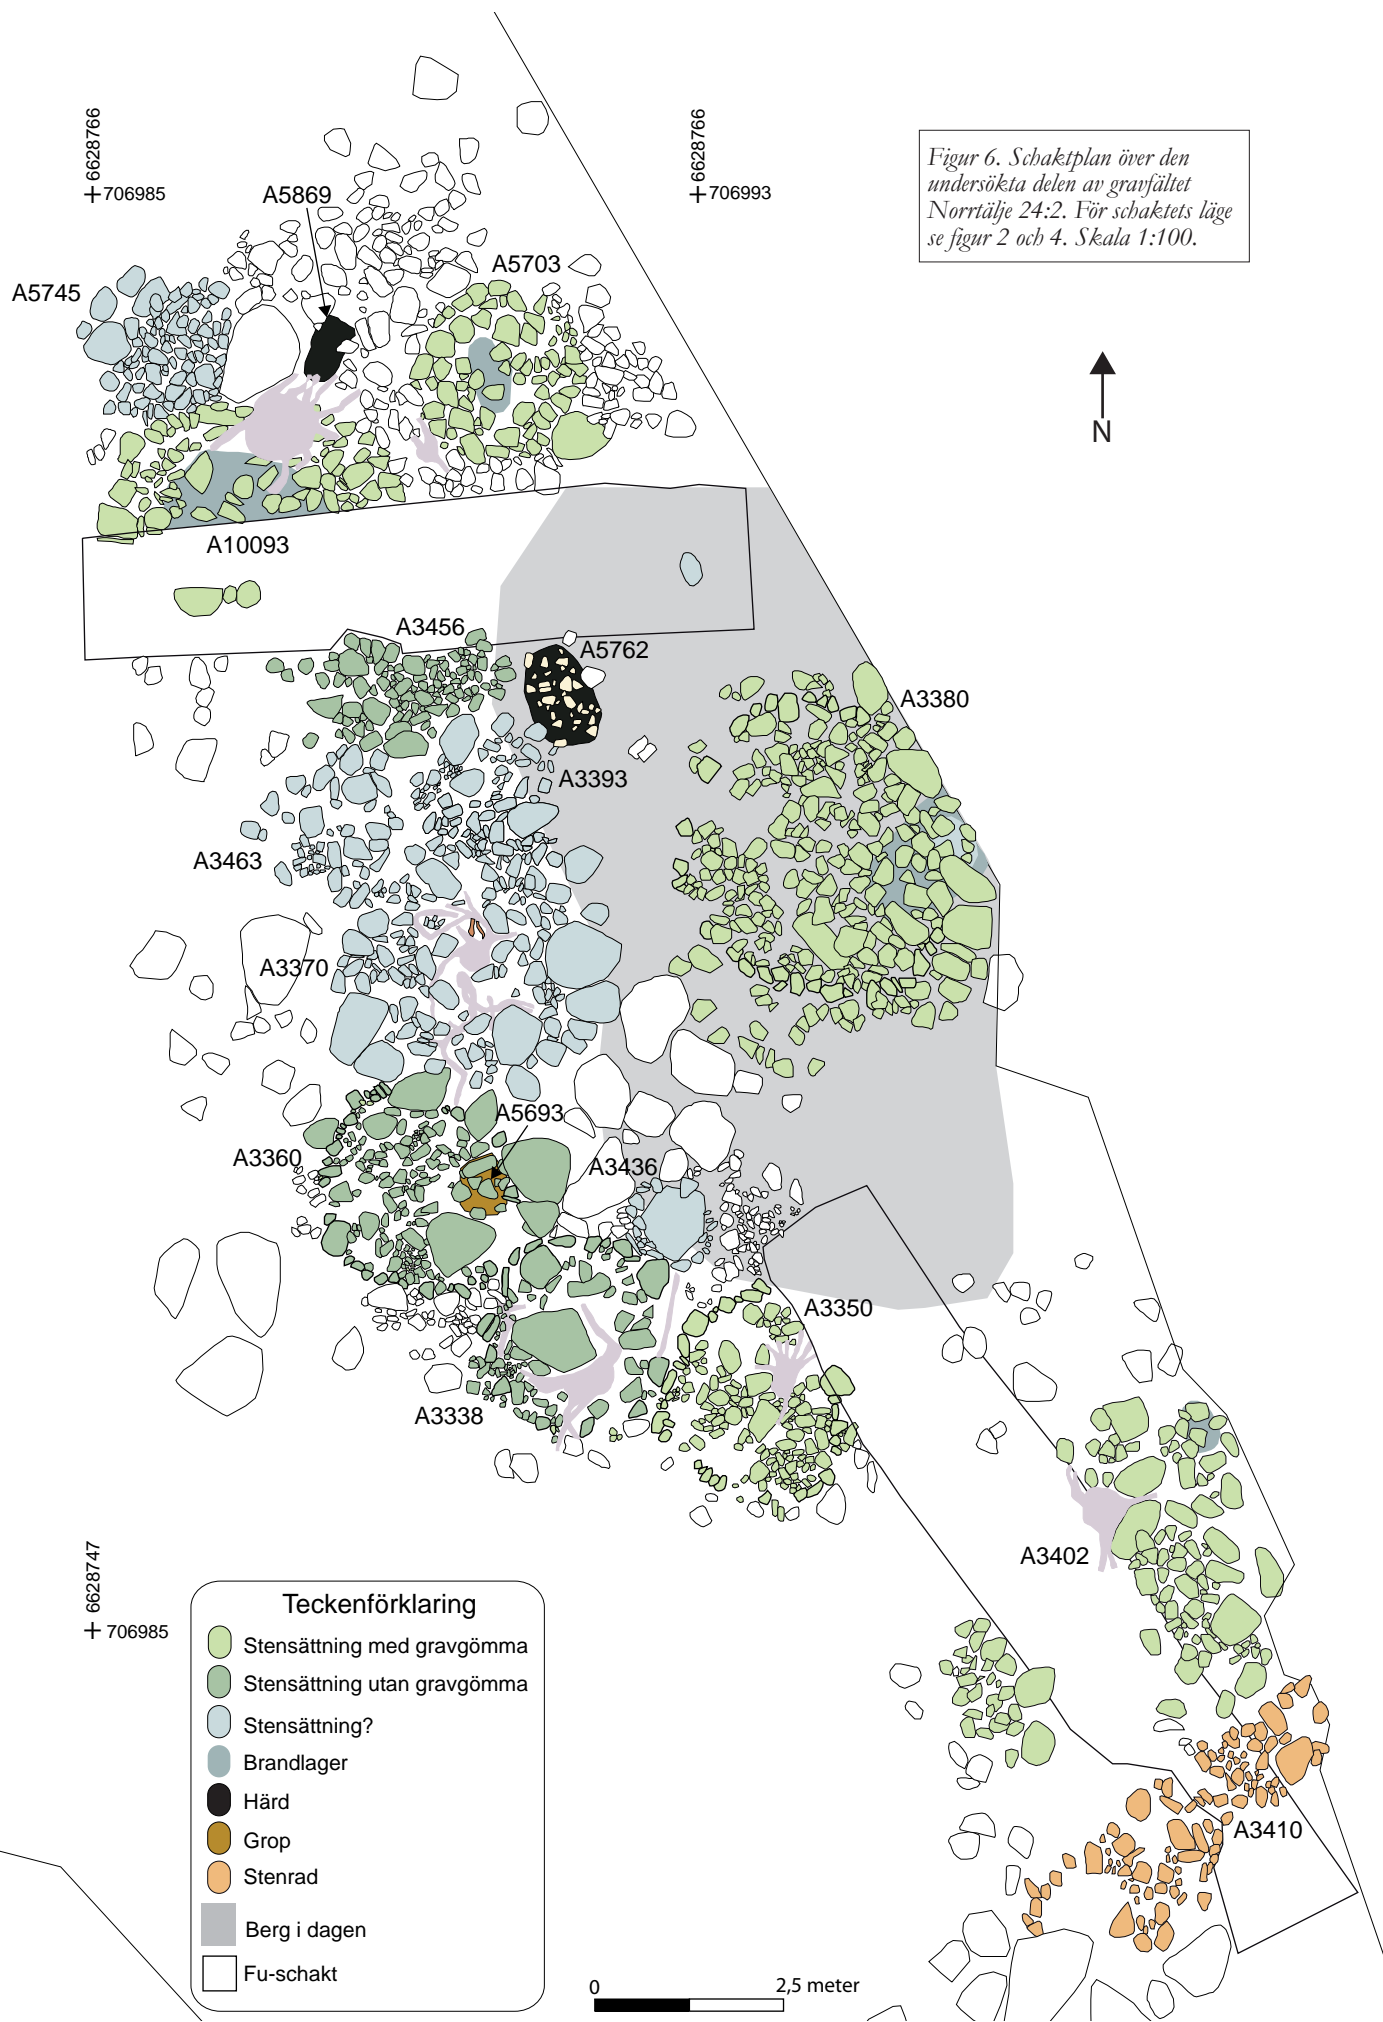 6628766
706985
6628766
706993
Figur 6. Schaktplan över den
undersökta delen av gravfältet
Norrtälje 24:2. För schaktets läge
se figur 2 och 4. Skala 1:100.
A5869
A5703
A5745
N
A10093
A3456
A5762
A3380
A3393
A3463
A3370
A5693
A3360
A3436
A3350
A3338
A3402
6628747
706985
Teckenförklaring
Stensättning med gravgömma
Stensättning utan gravgömma
Stensättning?
Brandlager
Härd
Grop
Stenrad
Berg i dagen
Fu-schakt
A3410
0 2,5 meter